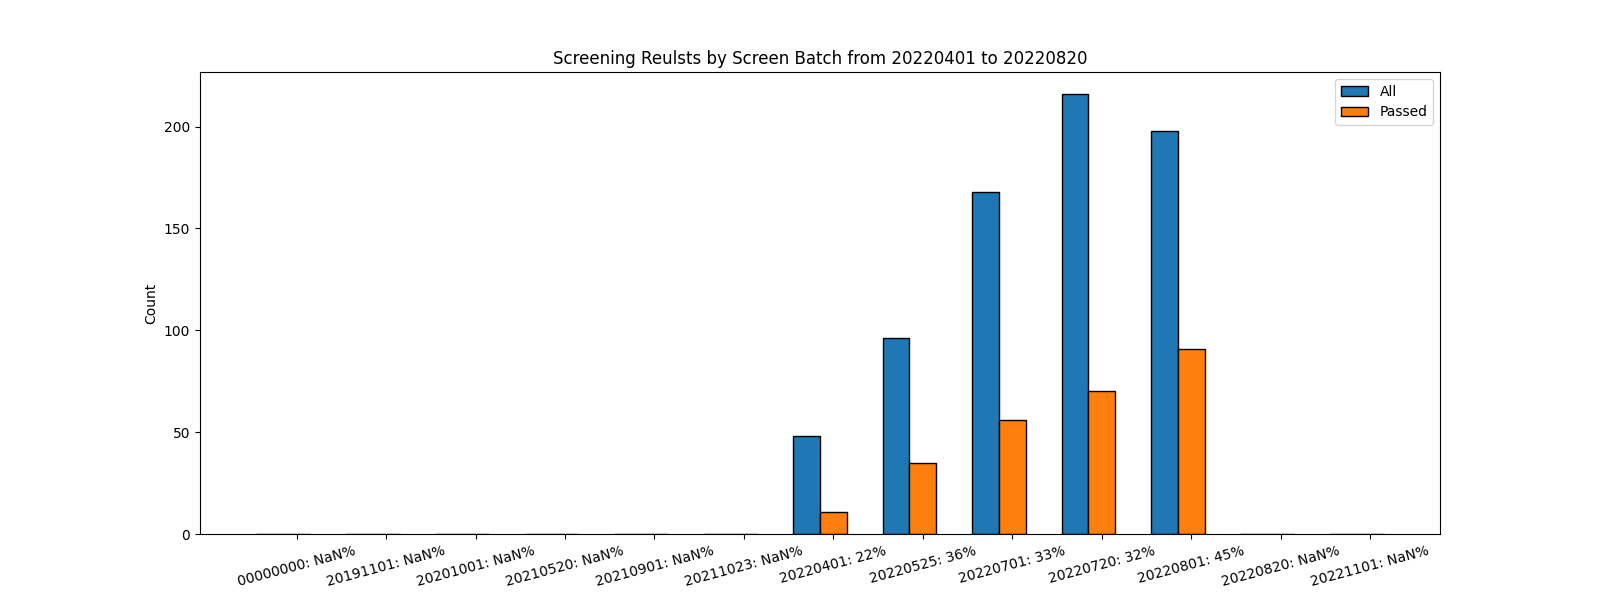 Screening Reulsts by Screen Batch from 20220401 to 20220820
All
Passed
Count
200
150
100
50
0
00000000: NaN%
20191101: NaN%
20201001: NaN%
20210520: NaN%
20210901: NaN%
20211023: NaN%
20220401: 22%
20220525: 36%
20220701: 33%
20220720: 32%
20220801: 45%
20220820: NaN%
20221101: NaN%